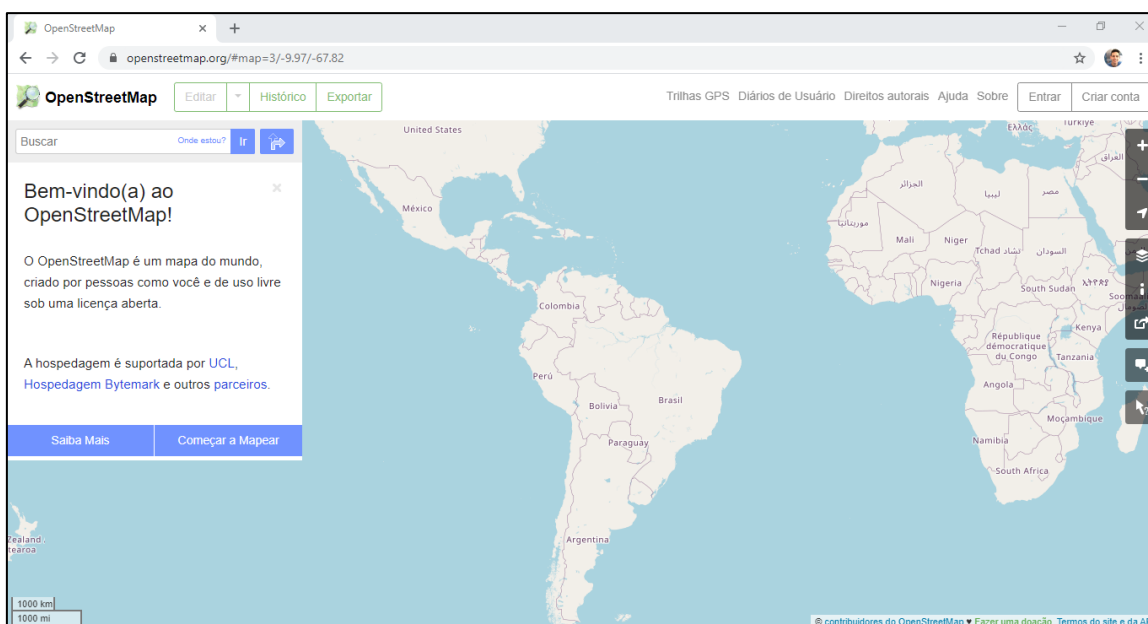 OpenStreetMap
openstreetmap.org/#map=3/-9.97/-67.82
OpenStreetMap Editar Histórico Exportar Trilhas GPS Diários de Usuário Direitos autorais Ajuda Sobre Entrar Criar conta
Buscar Onde estou? Ir
Bem-vindo(a) ao
OpenStreetMap!
O OpenStreetMap é um mapa do mundo,
criado por pessoas como você e de uso livre
sob uma licença aberta.
A hospedagem é suportada por UCL,
Hospedagem Bytemark e outros parceiros.
Saiba Mais Começar a Mapear
United States
México
Colombia
Perú
Brasil
Bolivia
Paraguay
Argentina
Ελλάς
Türkiye
العراق
الجزائر
ليبيا
مصر
موريتانيا
Mali
Niger
Tchad تشاد
السودان
Nigeria
South Sudan
Kenya
République
démocratique
du Congo
Tanzania
Angola
Moçambique
Namibia
South Africa
1000 km
1000 mi
© contribuidores do OpenStreetMap ♥ Fazer uma doação. Termos do site e da